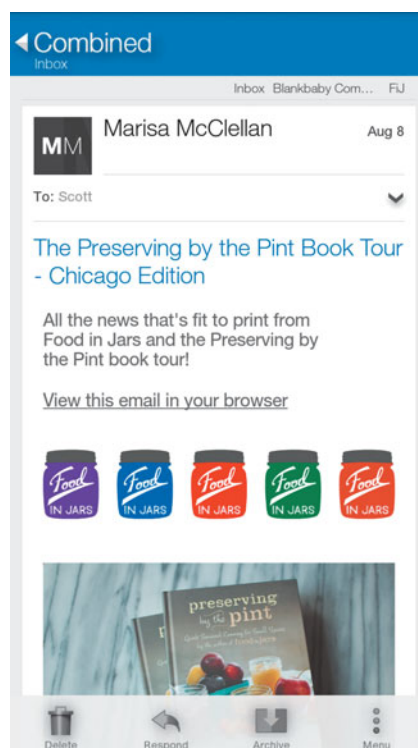 Combined
Inbox
Inbox Blankbaby Com... FiJ
MM
Marisa McClellan
Aug 8
To: Scott
The Preserving by the Pint Book Tour
- Chicago Edition
All the news that's fit to print from
Food in Jars and the Preserving by
the Pint book tour!
View this email in your browser
Food IN JARS
Food IN JARS
Food IN JARS
Food IN JARS
Food IN JARS
preserving
by the pint
Delete
Respond
Archive
Menu